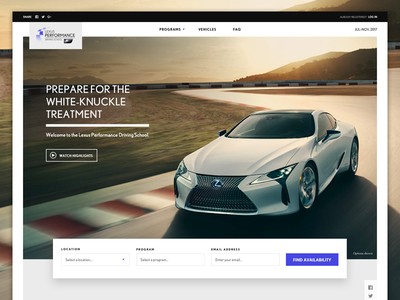 SHARE
ALREADY REGISTERED? LOG IN
LEXUS
PERFORMANCE
DRIVING SCHOOL
PROGRAMS
VEHICLES
FAQ
JUL-NOV, 2017
PREPARE FOR THE
WHITE-KNUCKLE
TREATMENT
Welcome to the Lexus Performance Driving School.
WATCH HIGHLIGHTS
Options shown
LOCATION
PROGRAM
EMAIL ADDRESS
Select a location...
Select a program...
Enter your email...
FIND AVAILABILITY